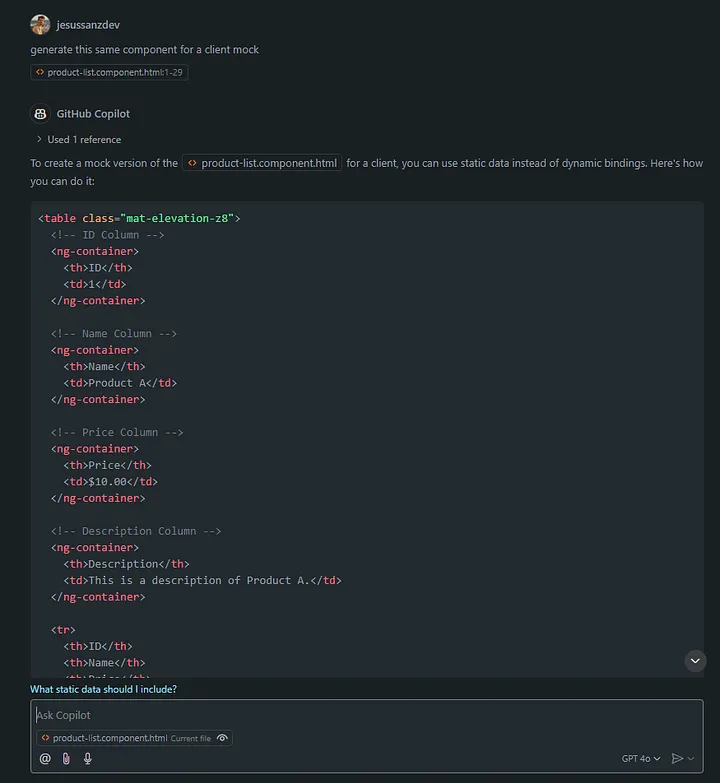 jesussanzdev
generate this same component for a client mock
<> product-list.component.html:1-29
GitHub Copilot
> Used 1 reference
To create a mock version of the <> product-list.component.html for a client, you can use static data instead of dynamic bindings. Here's how
you can do it:
<table class="mat-elevation-z8">
<!-- ID Column -->
<ng-container>
<th>ID</th>
<td>1</td>
</ng-container>
<!-- Name Column -->
<ng-container>
<th>Name</th>
<td>Product A</td>
</ng-container>
<!-- Price Column -->
<ng-container>
<th>Price</th>
<td>$10.00</td>
</ng-container>
<!-- Description Column -->
<ng-container>
<th>Description</th>
<td>This is a description of Product A.</td>
</ng-container>
<tr>
<th>ID</th>
<th>Name</th>
<th>Price</th>
What static data should I include?
Ask Copilot
<> product-list.component.html Current file
@ GPT 4o